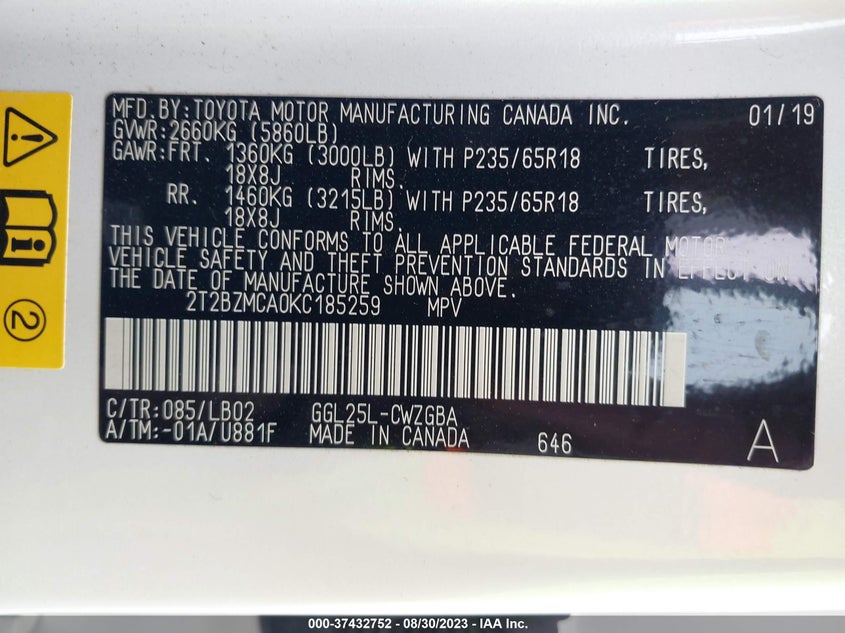 MFD.BY:TOYOTA MOTOR MANUFACTURING CANADA INC. 01/19
GVWR:2660KG (5860LB)
GAWR:FRT. 1360KG (3000LB) WITH P235/65R18 TIRES,
18X8J RIMS.
RR. 1460KG (3215LB) WITH P235/65R18 TIRES,
18X8J RIMS.
THIS VEHICLE CONFORMS TO ALL APPLICABLE FEDERAL MOTOR
VEHICLE SAFETY AND THEFT PREVENTION STANDARDS IN EFFECT ON
THE DATE OF MANUFACTURE SHOWN ABOVE.
2T2BZMCA0KC185259 MPV
C/TR:085/LB02 GGL25L-CWZGBA
A/TM:-01A/U881F MADE IN CANADA 646 A
2
000-37432752 - 08/30/2023 - IAA Inc.